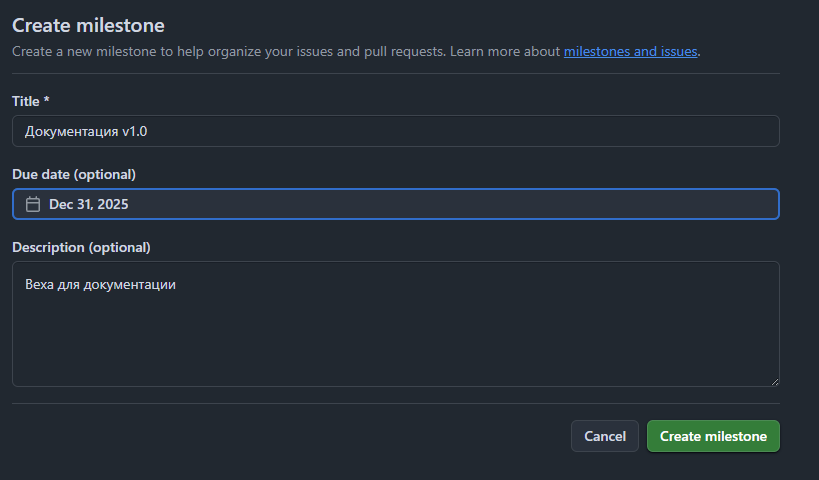 Create milestone
Create a new milestone to help organize your issues and pull requests. Learn more about milestones and issues.
Title *
Документация v1.0
Due date (optional)
Dec 31, 2025
Description (optional)
Веха для документации
Cancel
Create milestone